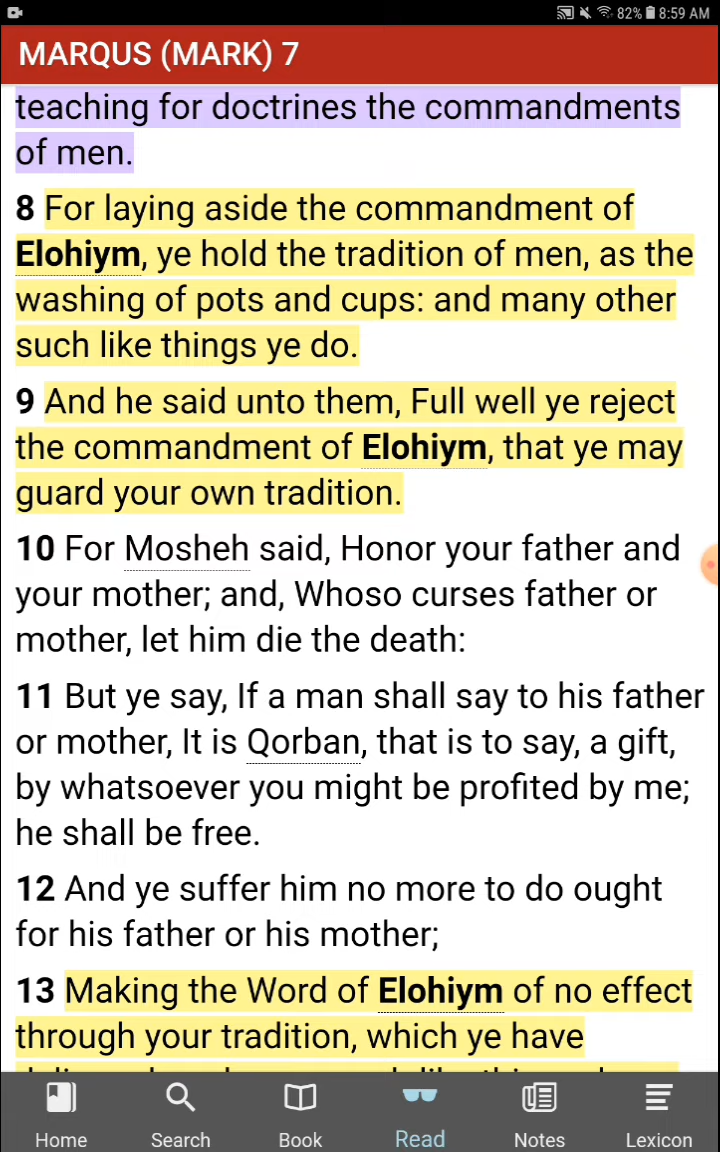 82% 8:59 AM
MARQUS (MARK) 7
teaching for doctrines the commandments
of men.
8 For laying aside the commandment of
Elohiym, ye hold the tradition of men, as the
washing of pots and cups: and many other
such like things ye do.
9 And he said unto them, Full well ye reject
the commandment of Elohiym, that ye may
guard your own tradition.
10 For Mosheh said, Honor your father and
your mother; and, Whoso curses father or
mother, let him die the death:
11 But ye say, If a man shall say to his father
or mother, It is Qorban, that is to say, a gift,
by whatsoever you might be profited by me;
he shall be free.
12 And ye suffer him no more to do ought
for his father or his mother;
13 Making the Word of Elohiym of no effect
through your tradition, which ye have
Home Search Book Read Notes Lexicon